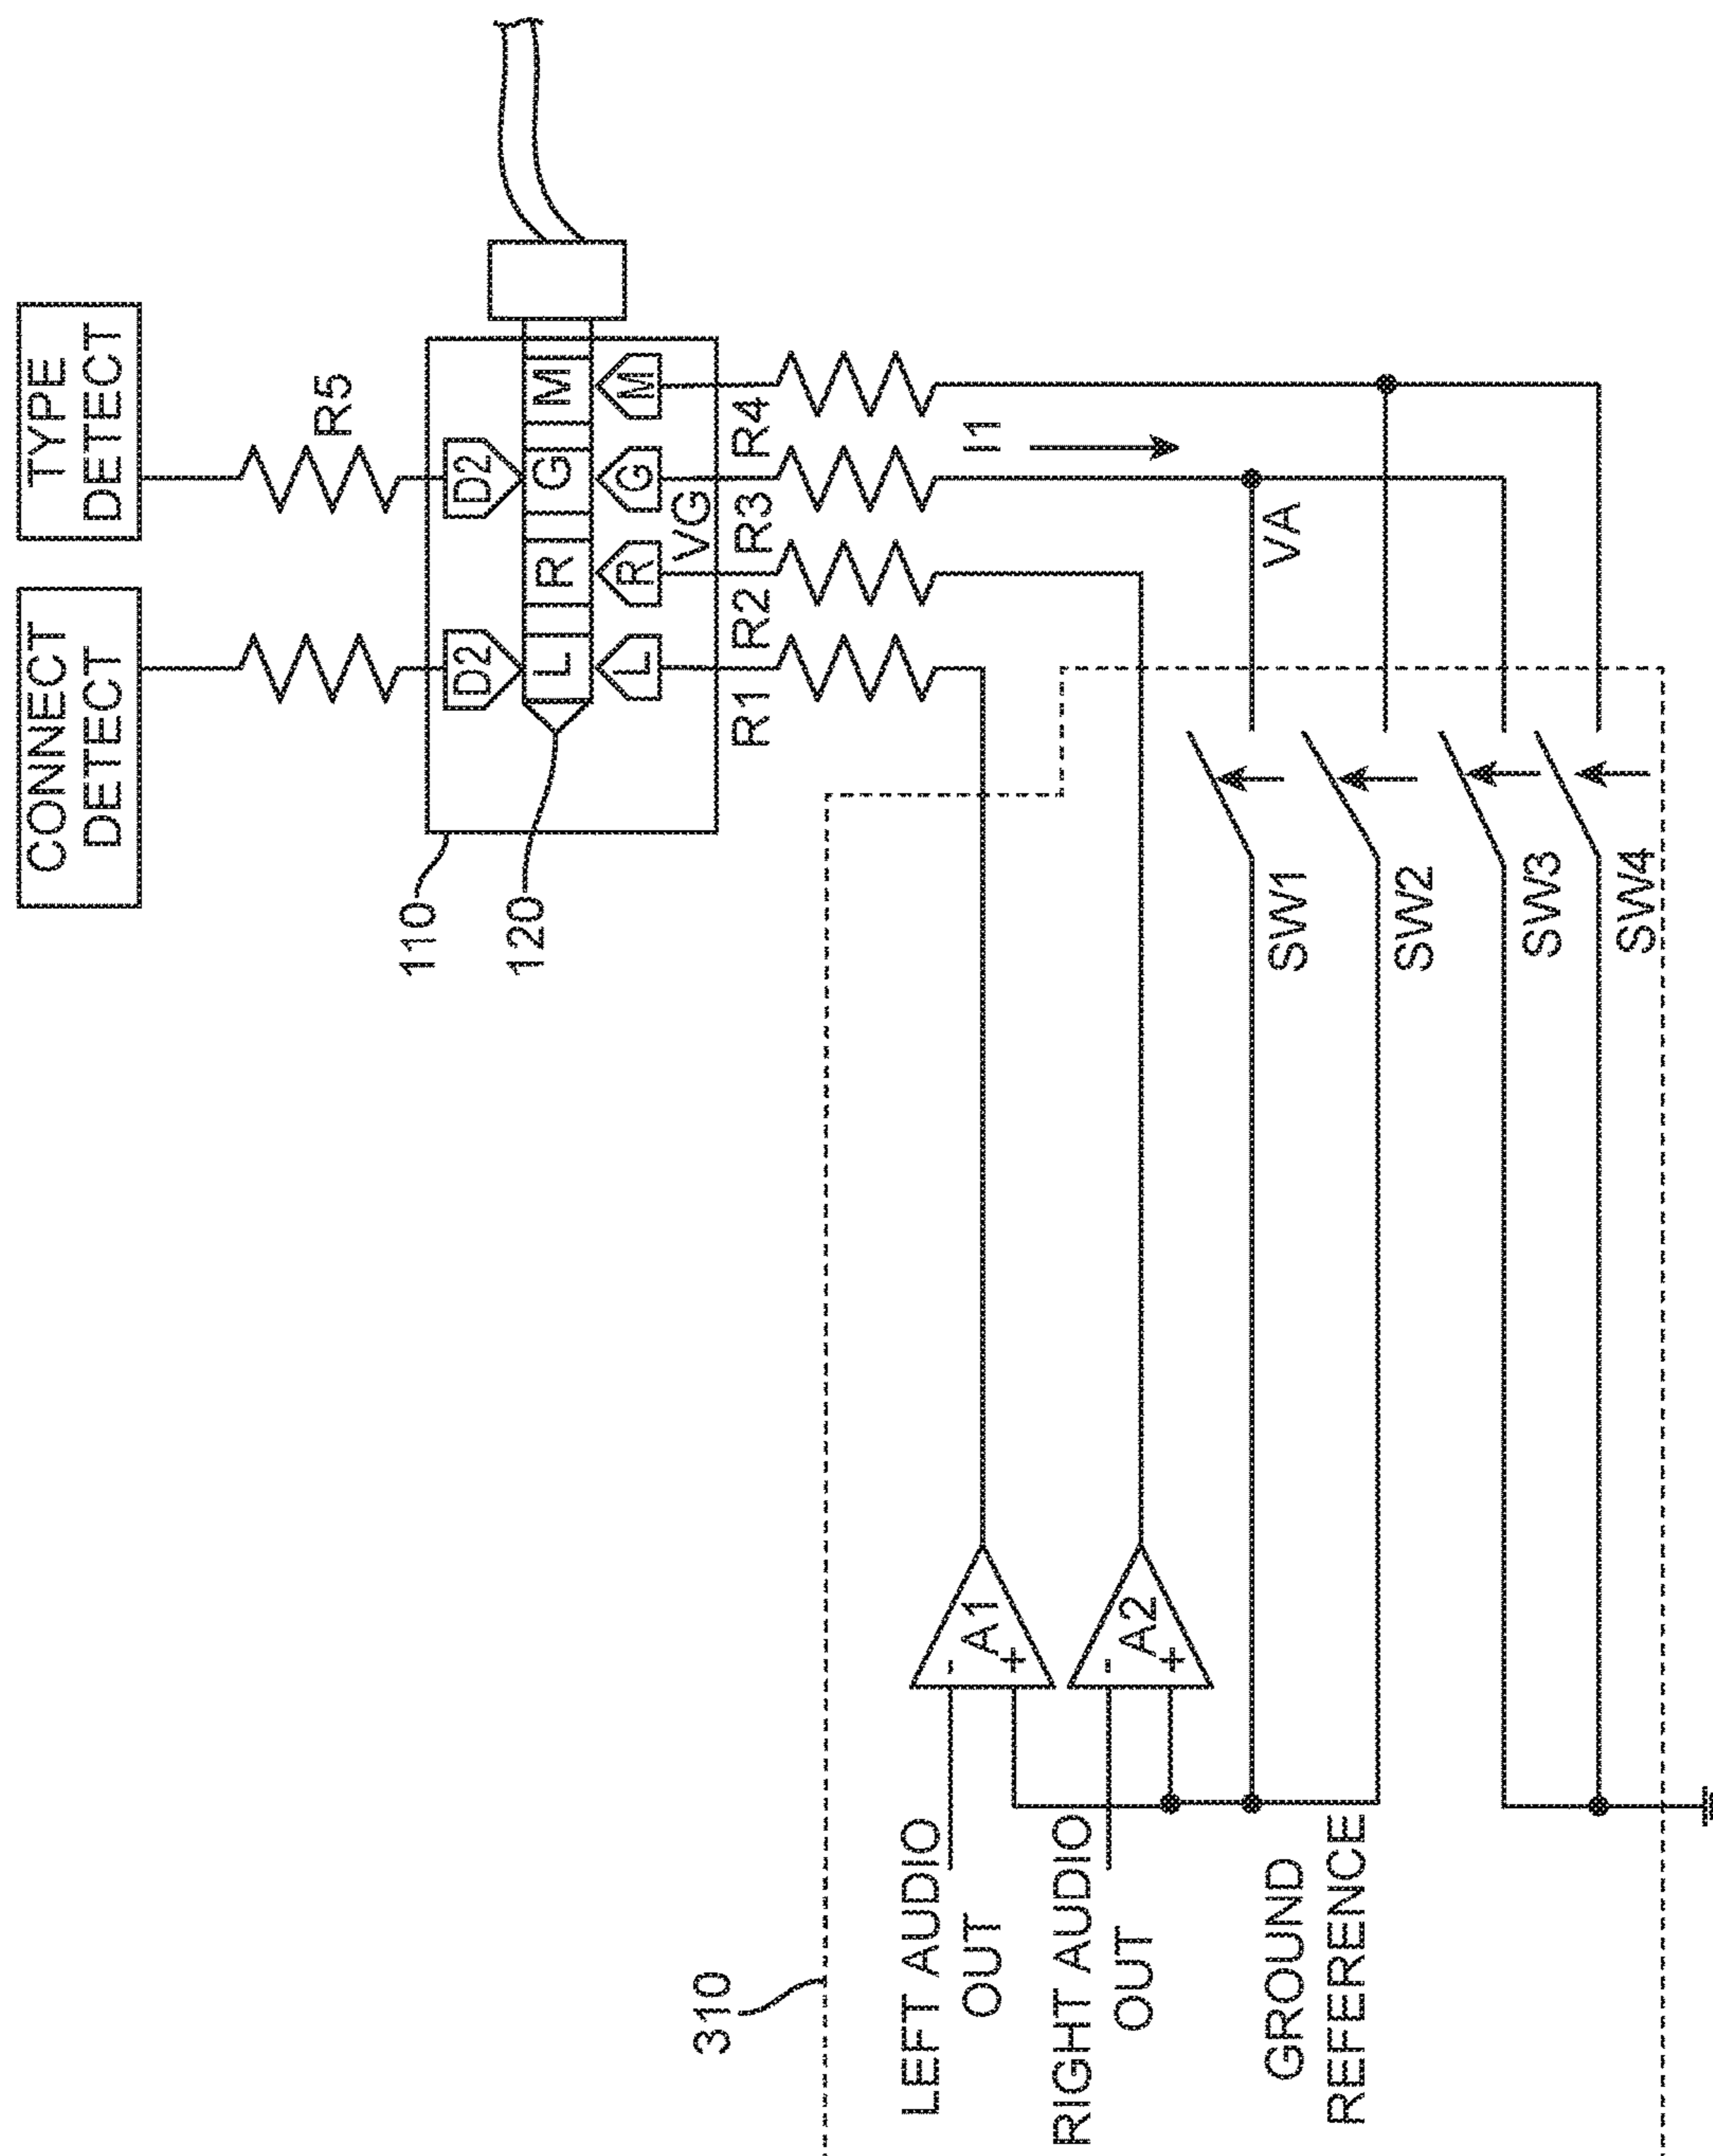 CONNECT
DETECT
TYPE
DETECT
R5
D2
D2
L
R
G
M
L
R
G
M
110
120
VG
R1
R2
R3
R4
I1
VA
310
SW1
SW2
SW3
SW4
A1
-
+
A2
-
+
LEFT AUDIO
OUT
RIGHT AUDIO
OUT
GROUND
REFERENCE